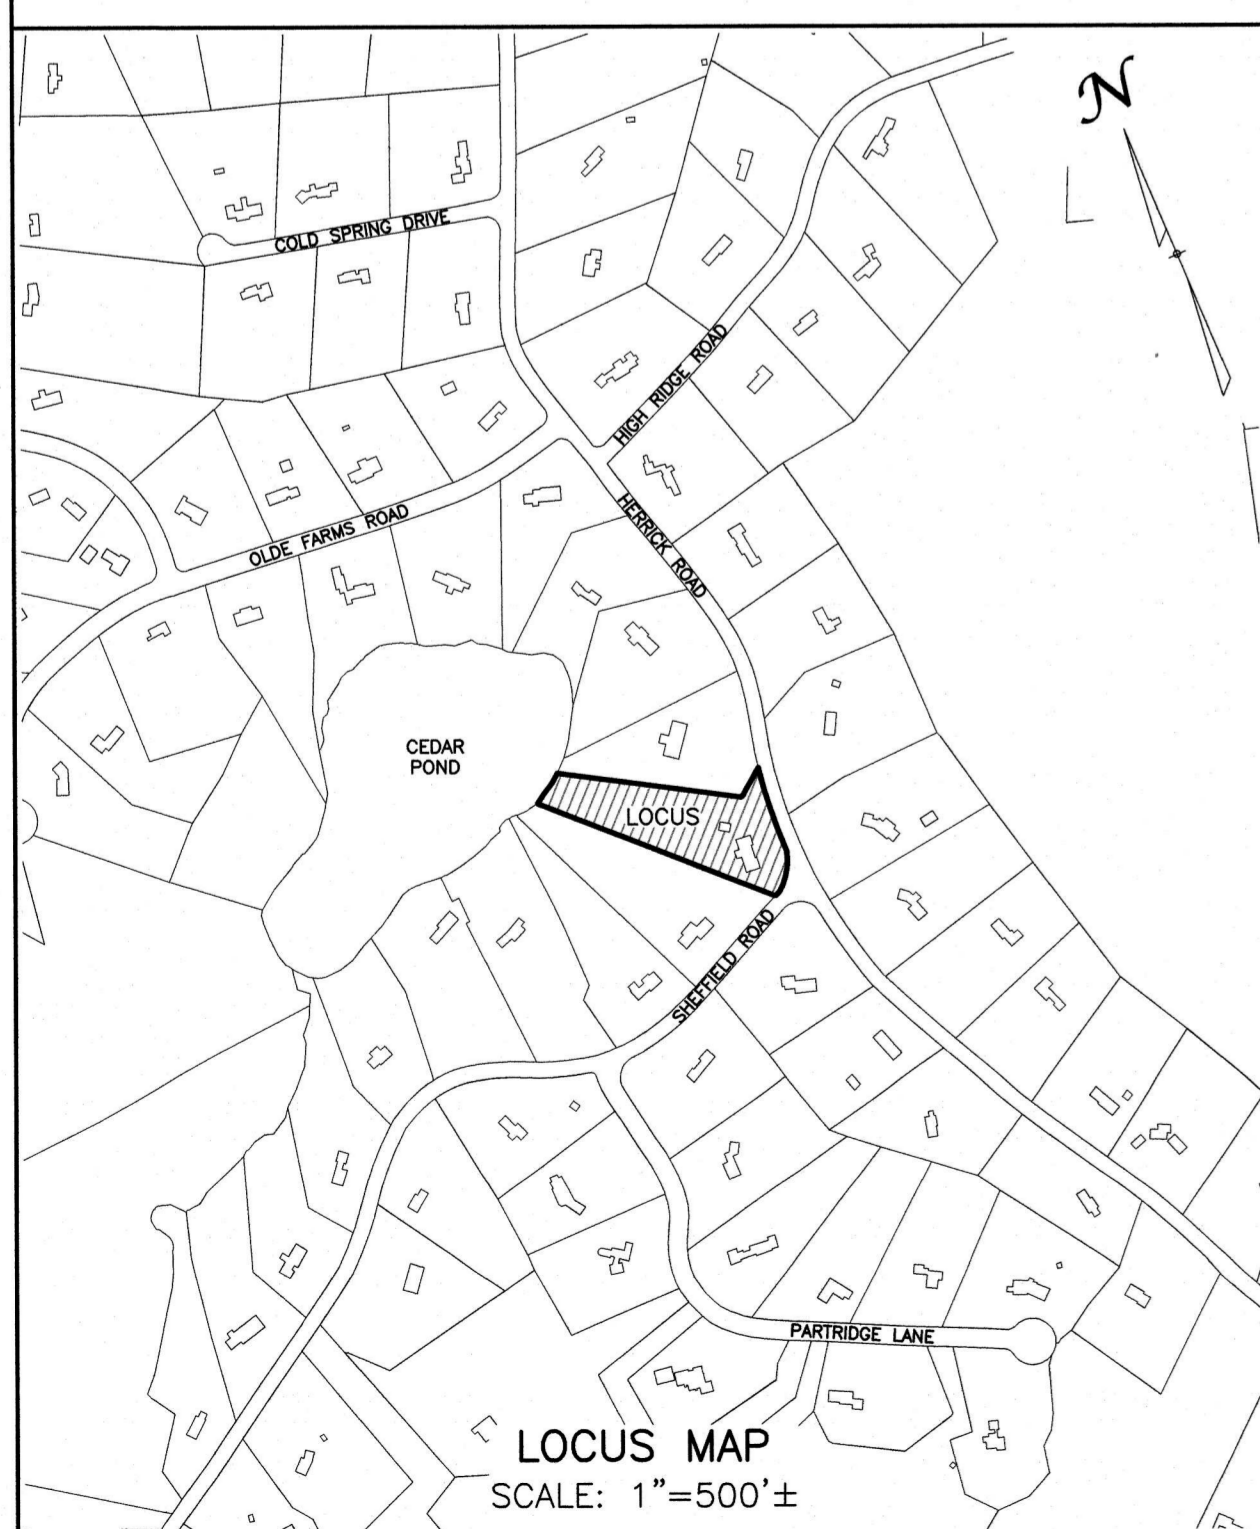 N
COLD SPRING DRIVE
HIGH RIDGE ROAD
HERRICK ROAD
OLDE FARMS ROAD
CEDAR
POND
LOCUS
SHEFFIELD ROAD
PARTRIDGE LANE
LOCUS MAP
SCALE: 1"=500'±